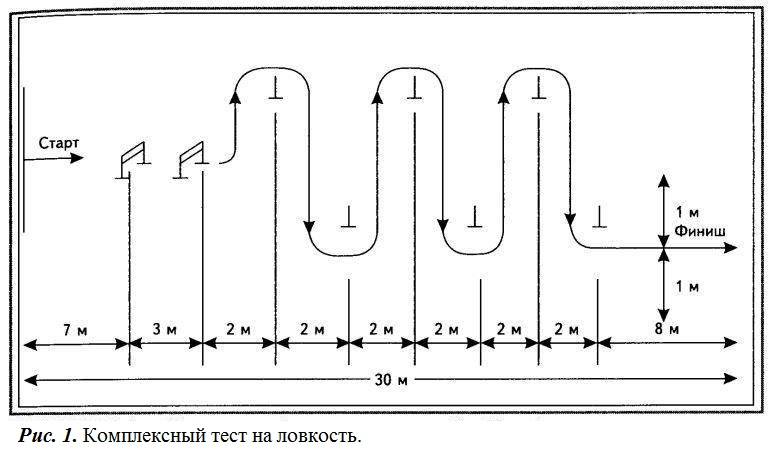 Старт
1 м
Финиш
1 м
7 м
3 м
2 м
2 м
2 м
2 м
2 м
2 м
8 м
30 м
Рис. 1. Комплексный тест на ловкость.